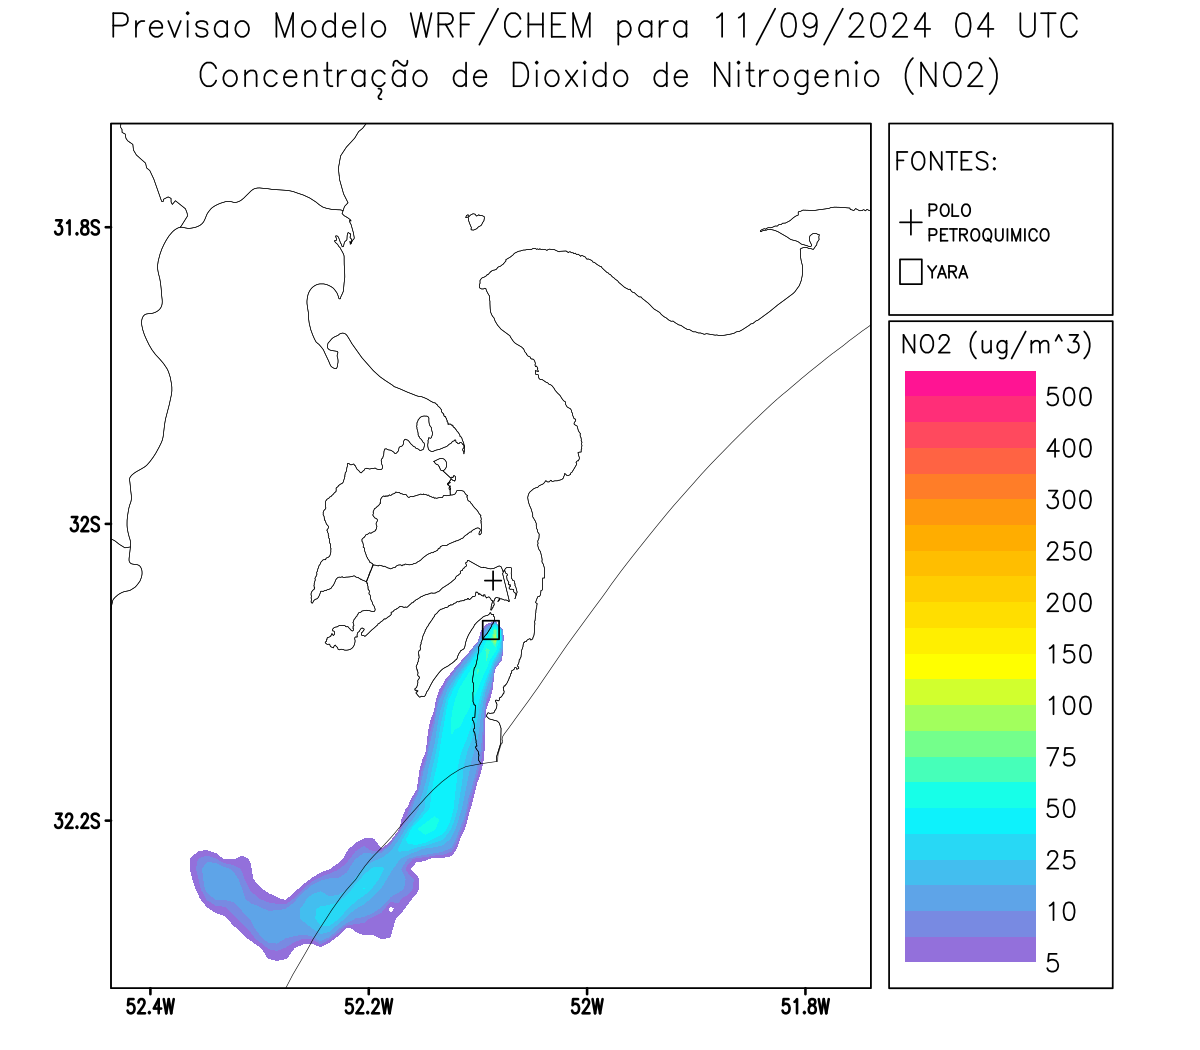 Previsao Modelo WRF/CHEM para 11/09/2024 04 UTC
Concentração de Dioxido de Nitrogenio (NO2)
FONTES:
POLO
PETROQUIMICO
YARA
NO2 (ug/m^3)
500
400
300
250
200
150
100
75
50
25
10
5
31.8S
32S
32.2S
52.4W
52.2W
52W
51.8W